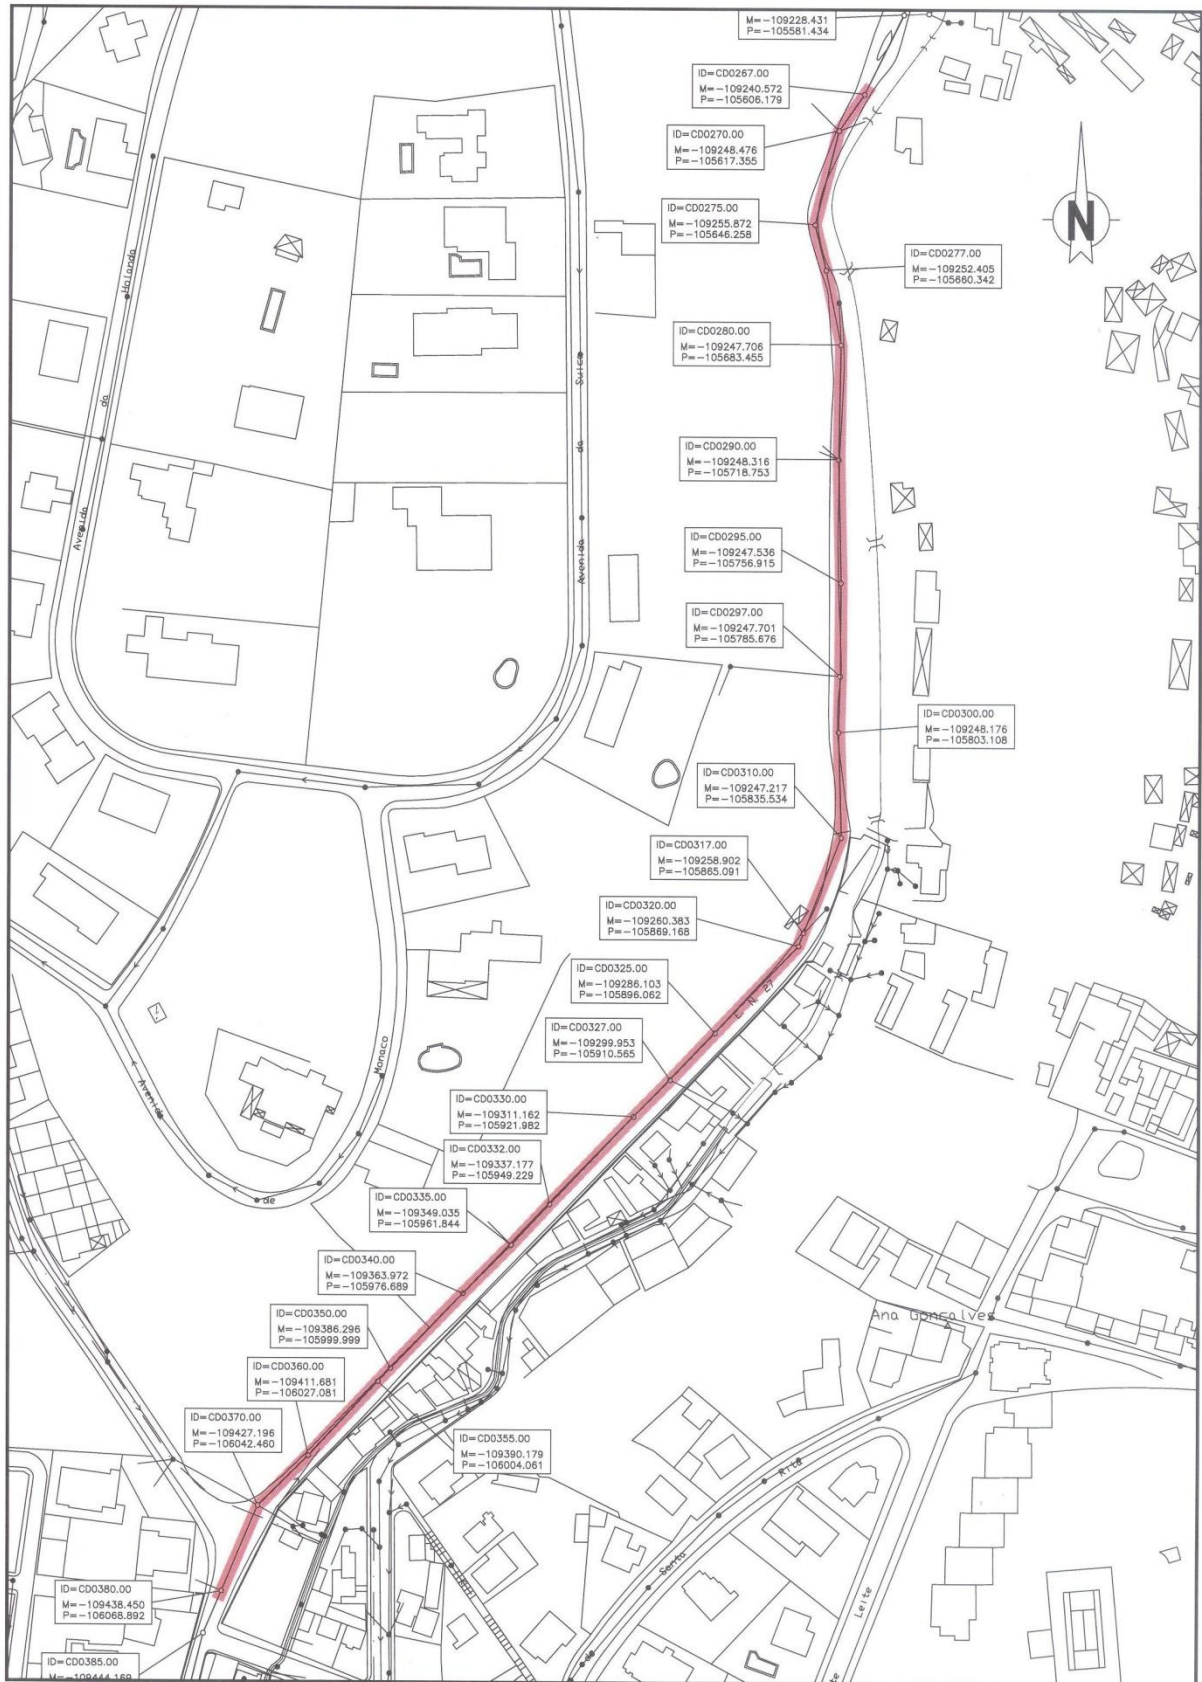 M=-109228.431
P=-105581.434
ID=CD0267.00
M=-109240.572
P=-105606.179
ID=CD0270.00
M=-109248.476
P=-105617.355
ID=CD0275.00
M=-109255.872
P=-105646.258
N
ID=CD0277.00
M=-109252.405
P=-105660.342
Holanda
da
Avenida
ID=CD0280.00
M=-109247.706
P=-105683.455
Suica
da
Avenida
ID=CD0290.00
M=-109248.316
P=-105718.753
ID=CD0295.00
M=-109247.536
P=-105756.915
ID=CD0297.00
M=-109247.701
P=-105785.676
ID=CD0300.00
M=-109248.176
P=-105803.108
ID=CD0310.00
M=-109247.217
P=-105835.534
ID=CD0317.00
M=-109258.902
P=-105865.091
ID=CD0320.00
M=-109260.383
P=-105869.168
ID=CD0325.00
M=-109286.103
P=-105896.062
L. N. 27
ID=CD0327.00
M=-109299.953
P=-105910.565
Monaco
de
Avenida
ID=CD0330.00
M=-109311.162
P=-105921.982
ID=CD0332.00
M=-109337.177
P=-105949.229
ID=CD0335.00
M=-109349.035
P=-105961.844
ID=CD0340.00
M=-109363.972
P=-105976.689
Ana Goncalves
ID=CD0350.00
M=-109386.296
P=-105999.999
ID=CD0360.00
M=-109411.681
P=-106027.081
ID=CD0370.00
M=-109427.196
P=-106042.460
ID=CD0355.00
M=-109390.179
P=-106004.061
Rita
Santa
de
Leite
ID=CD0380.00
M=-109438.450
P=-106068.892
ID=CD0385.00
M=-109444.169